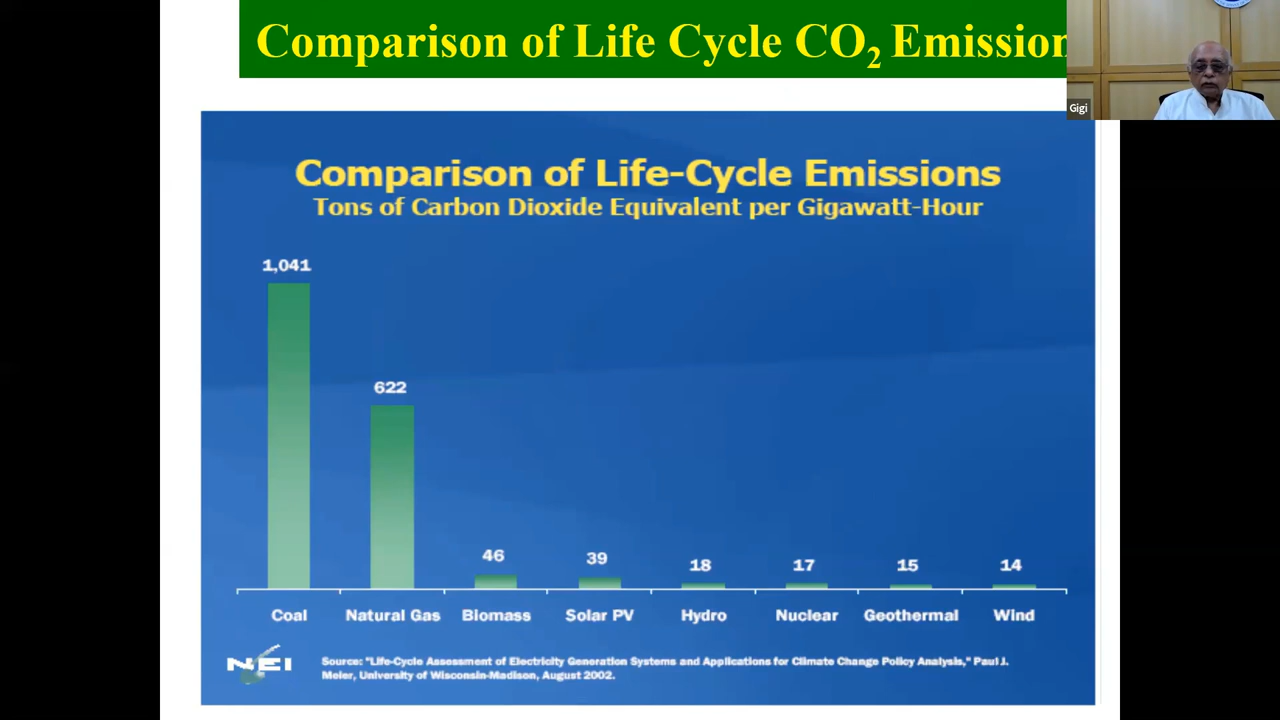 Comparison of Life Cycle CO₂ Emission
Gigi
Comparison of Life-Cycle Emissions
Tons of Carbon Dioxide Equivalent per Gigawatt-Hour
1,041
622
46
39
18
17
15
14
Coal
Natural Gas
Biomass
Solar PV
Hydro
Nuclear
Geothermal
Wind
NEI
Source: "Life-Cycle Assessment of Electricity Generation Systems and Applications for Climate Change Policy Analysis," Paul J.
Meier, University of Wisconsin-Madison, August 2002.